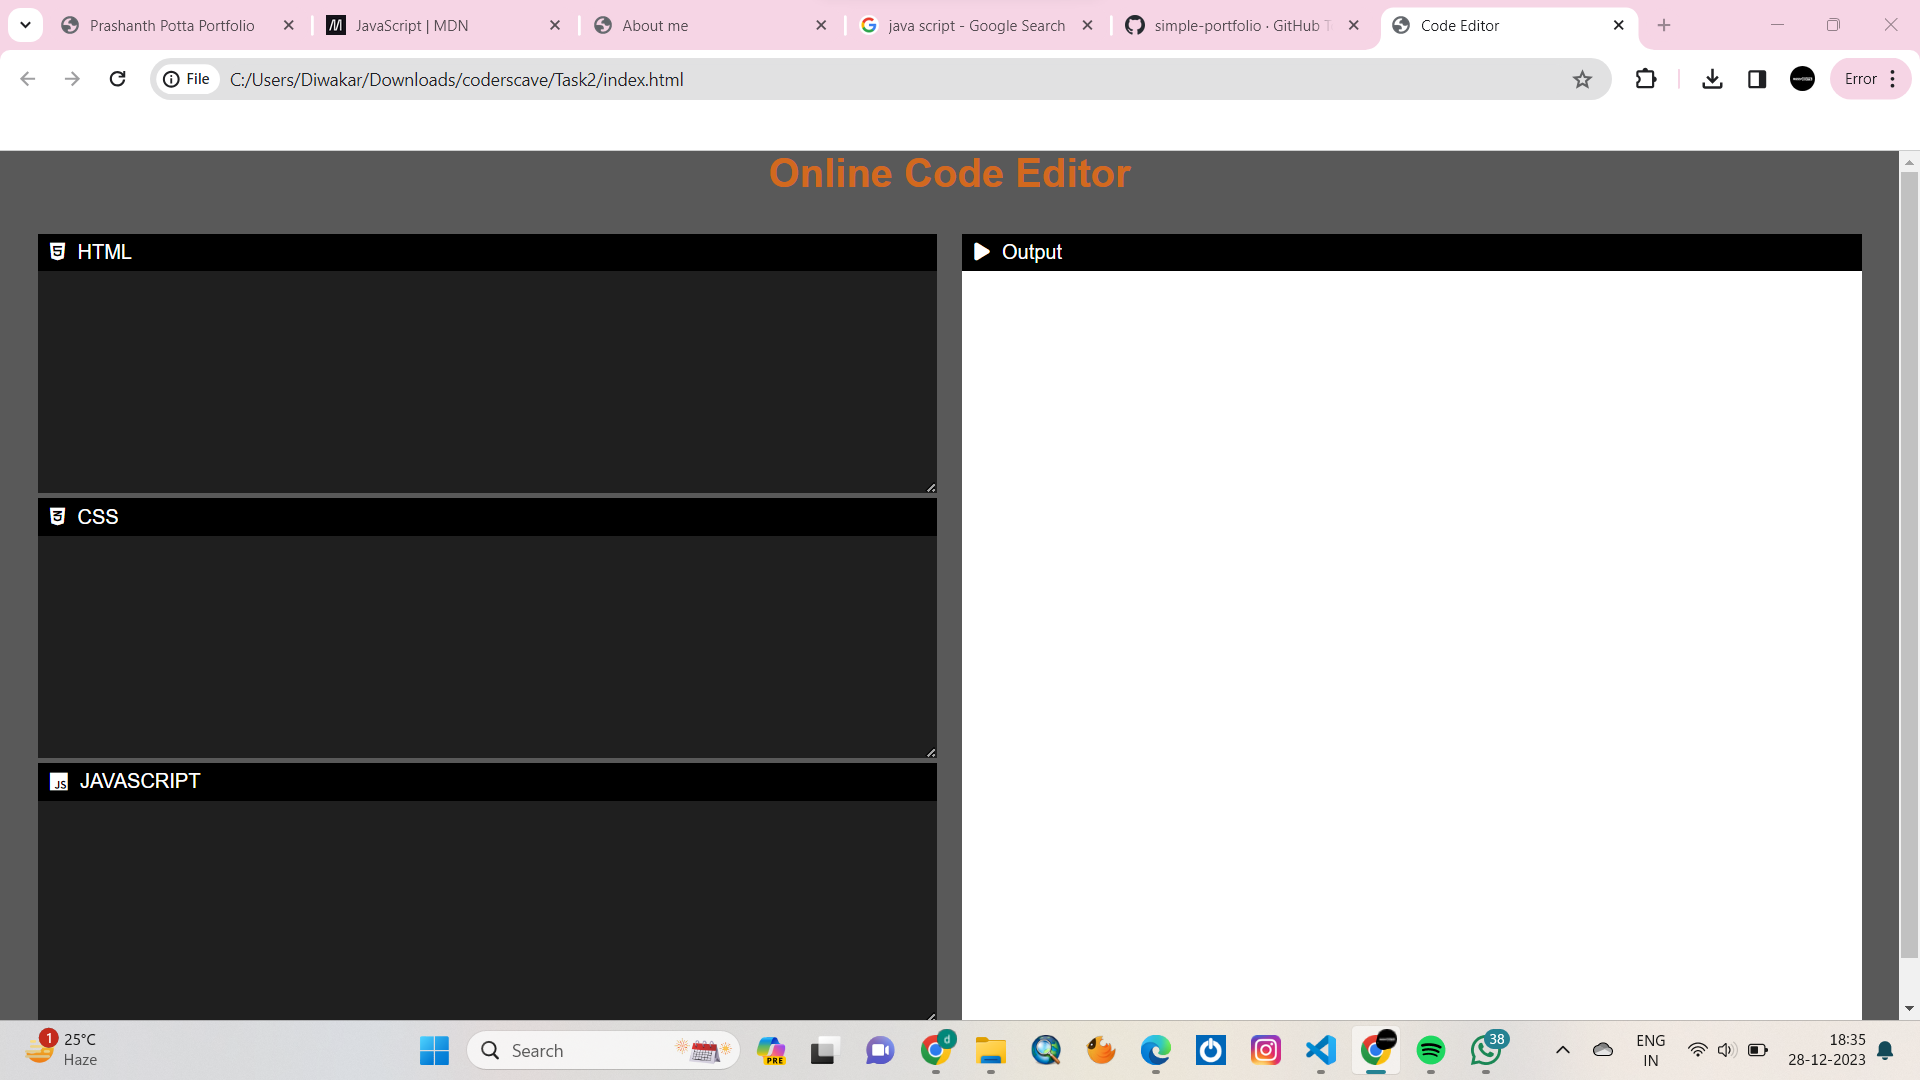 Prashanth Potta Portfolio
JavaScript | MDN
About me
java script - Google Search
simple-portfolio · GitHub T
Code Editor
File
C:/Users/Diwakar/Downloads/coderscave/Task2/index.html
Error
Online Code Editor
HTML
Output
CSS
JS JAVASCRIPT
1
25°C
Haze
Search
PRE
d
38
ENG
IN
18:35
28-12-2023